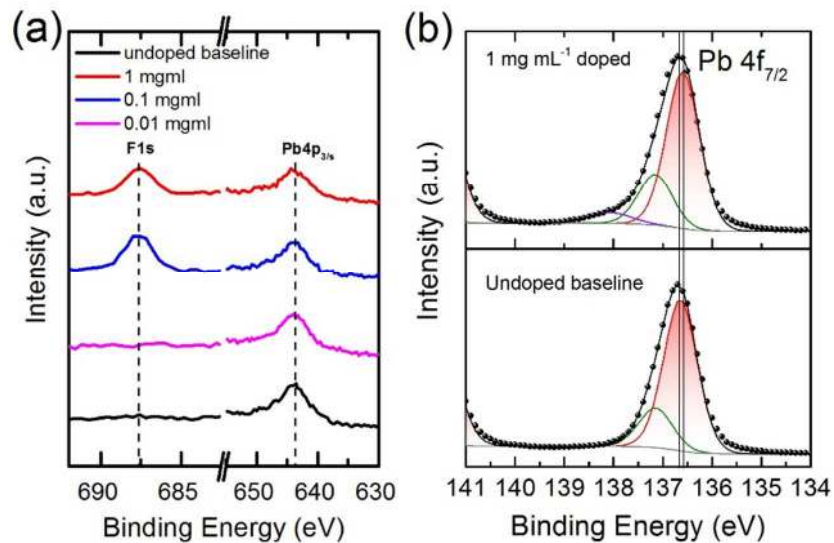 (a)
undoped baseline
1 mgml
0.1 mgml
0.01 mgml
F1s
Pb4p3/s
Intensity (a.u.)
690 685 650 640 630
Binding Energy (eV)
(b)
1 mg mL⁻¹ doped
Pb 4f7/2
Undoped baseline
Intensity (a.u.)
141 140 139 138 137 136 135 134
Binding Energy (eV)